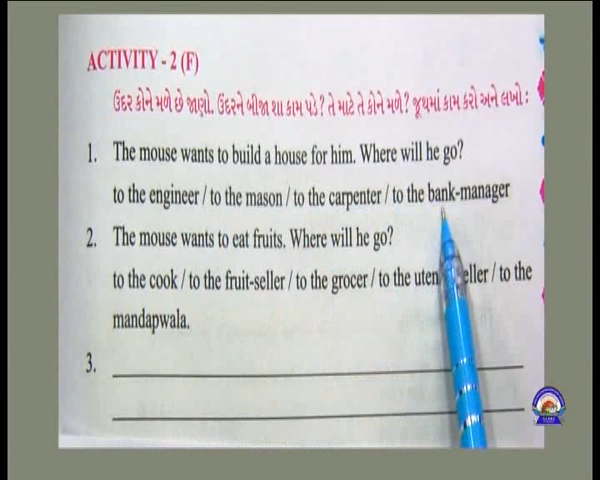 ACTIVITY - 2 (F)
ઉંદર કોને મળે છે જાણો. ઉંદરને બીજા શા કામ પડે? તે માટે તે કોને મળે? જૂથમાં કામ કરો અને લખો :
1. The mouse wants to build a house for him. Where will he go?
to the engineer / to the mason / to the carpenter / to the bank-manager
2. The mouse wants to eat fruits. Where will he go?
to the cook / to the fruit-seller / to the grocer / to the / to the
mandapwala.
3.